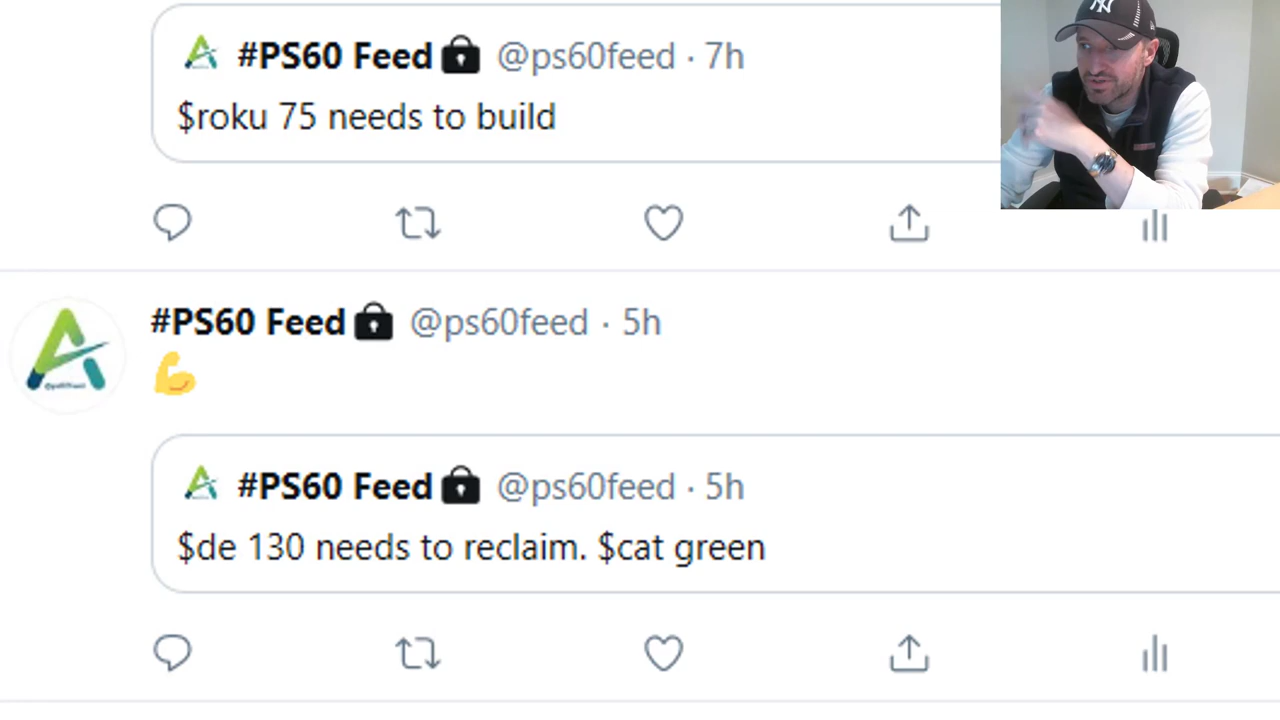 #PS60 Feed🔒 @ps60feed · 7h
$roku 75 needs to build
#PS60 Feed🔒 @ps60feed · 5h
💪
#PS60 Feed🔒 @ps60feed · 5h
$de 130 needs to reclaim. $cat green